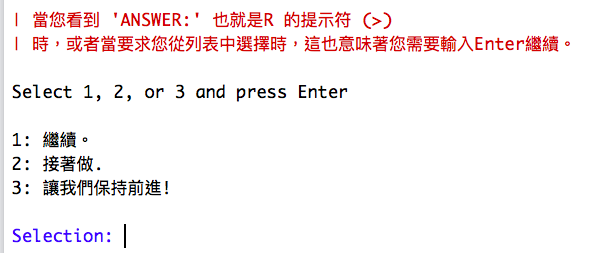 | 當您看到 'ANSWER:' 也就是R 的提示符 (>)
| 時，或者當要求您從列表中選擇時，這也意味著您需要輸入Enter繼續。
Select 1, 2, or 3 and press Enter
1: 繼續。
2: 接著做.
3: 讓我們保持前進!
Selection: